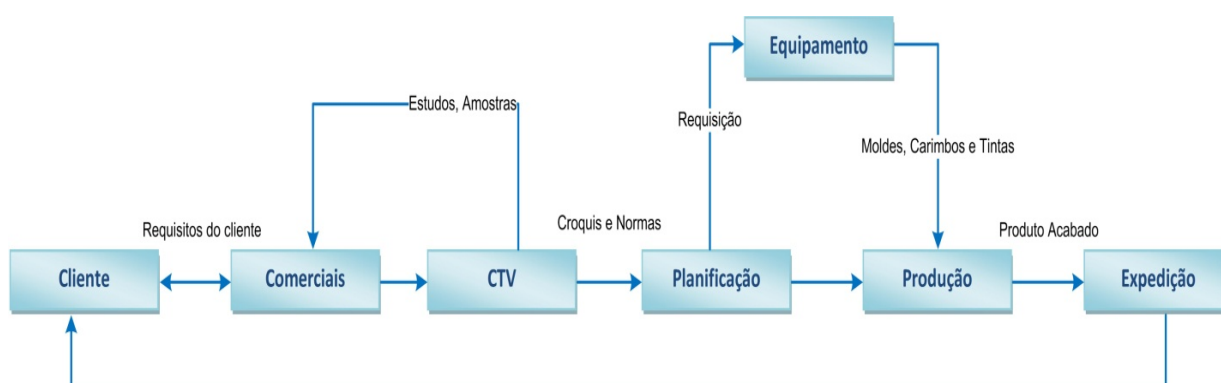 Equipamento
Estudos, Amostras
Requisição
Moldes, Carimbos e Tintas
Requisitos do cliente
Croquis e Normas
Produto Acabado
Cliente
Comerciais
CTV
Planificação
Produção
Expedição